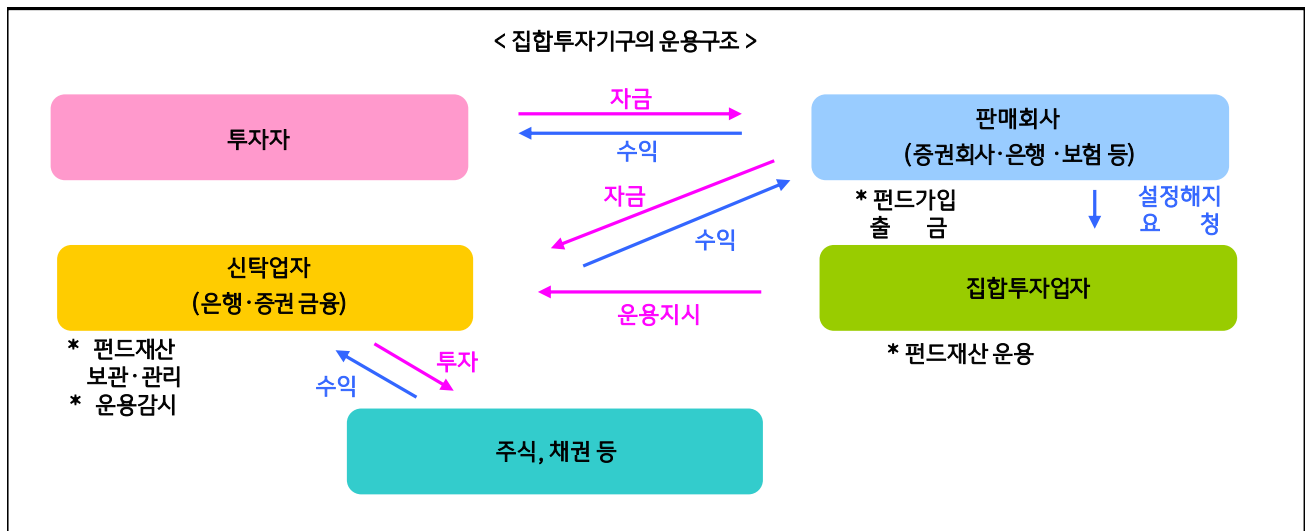 < 집합투자기구의 운용구조 >
투자자
자금
수익
판매회사
(증권회사·은행 ·보험 등)
자금
수익
* 펀드가입
출 금
설정해지
요 청
신탁업자
(은행·증권 금융)
운용지시
집합투자업자
* 펀드재산
보관·관리
* 운용감시
수익
투자
* 펀드재산 운용
주식, 채권 등